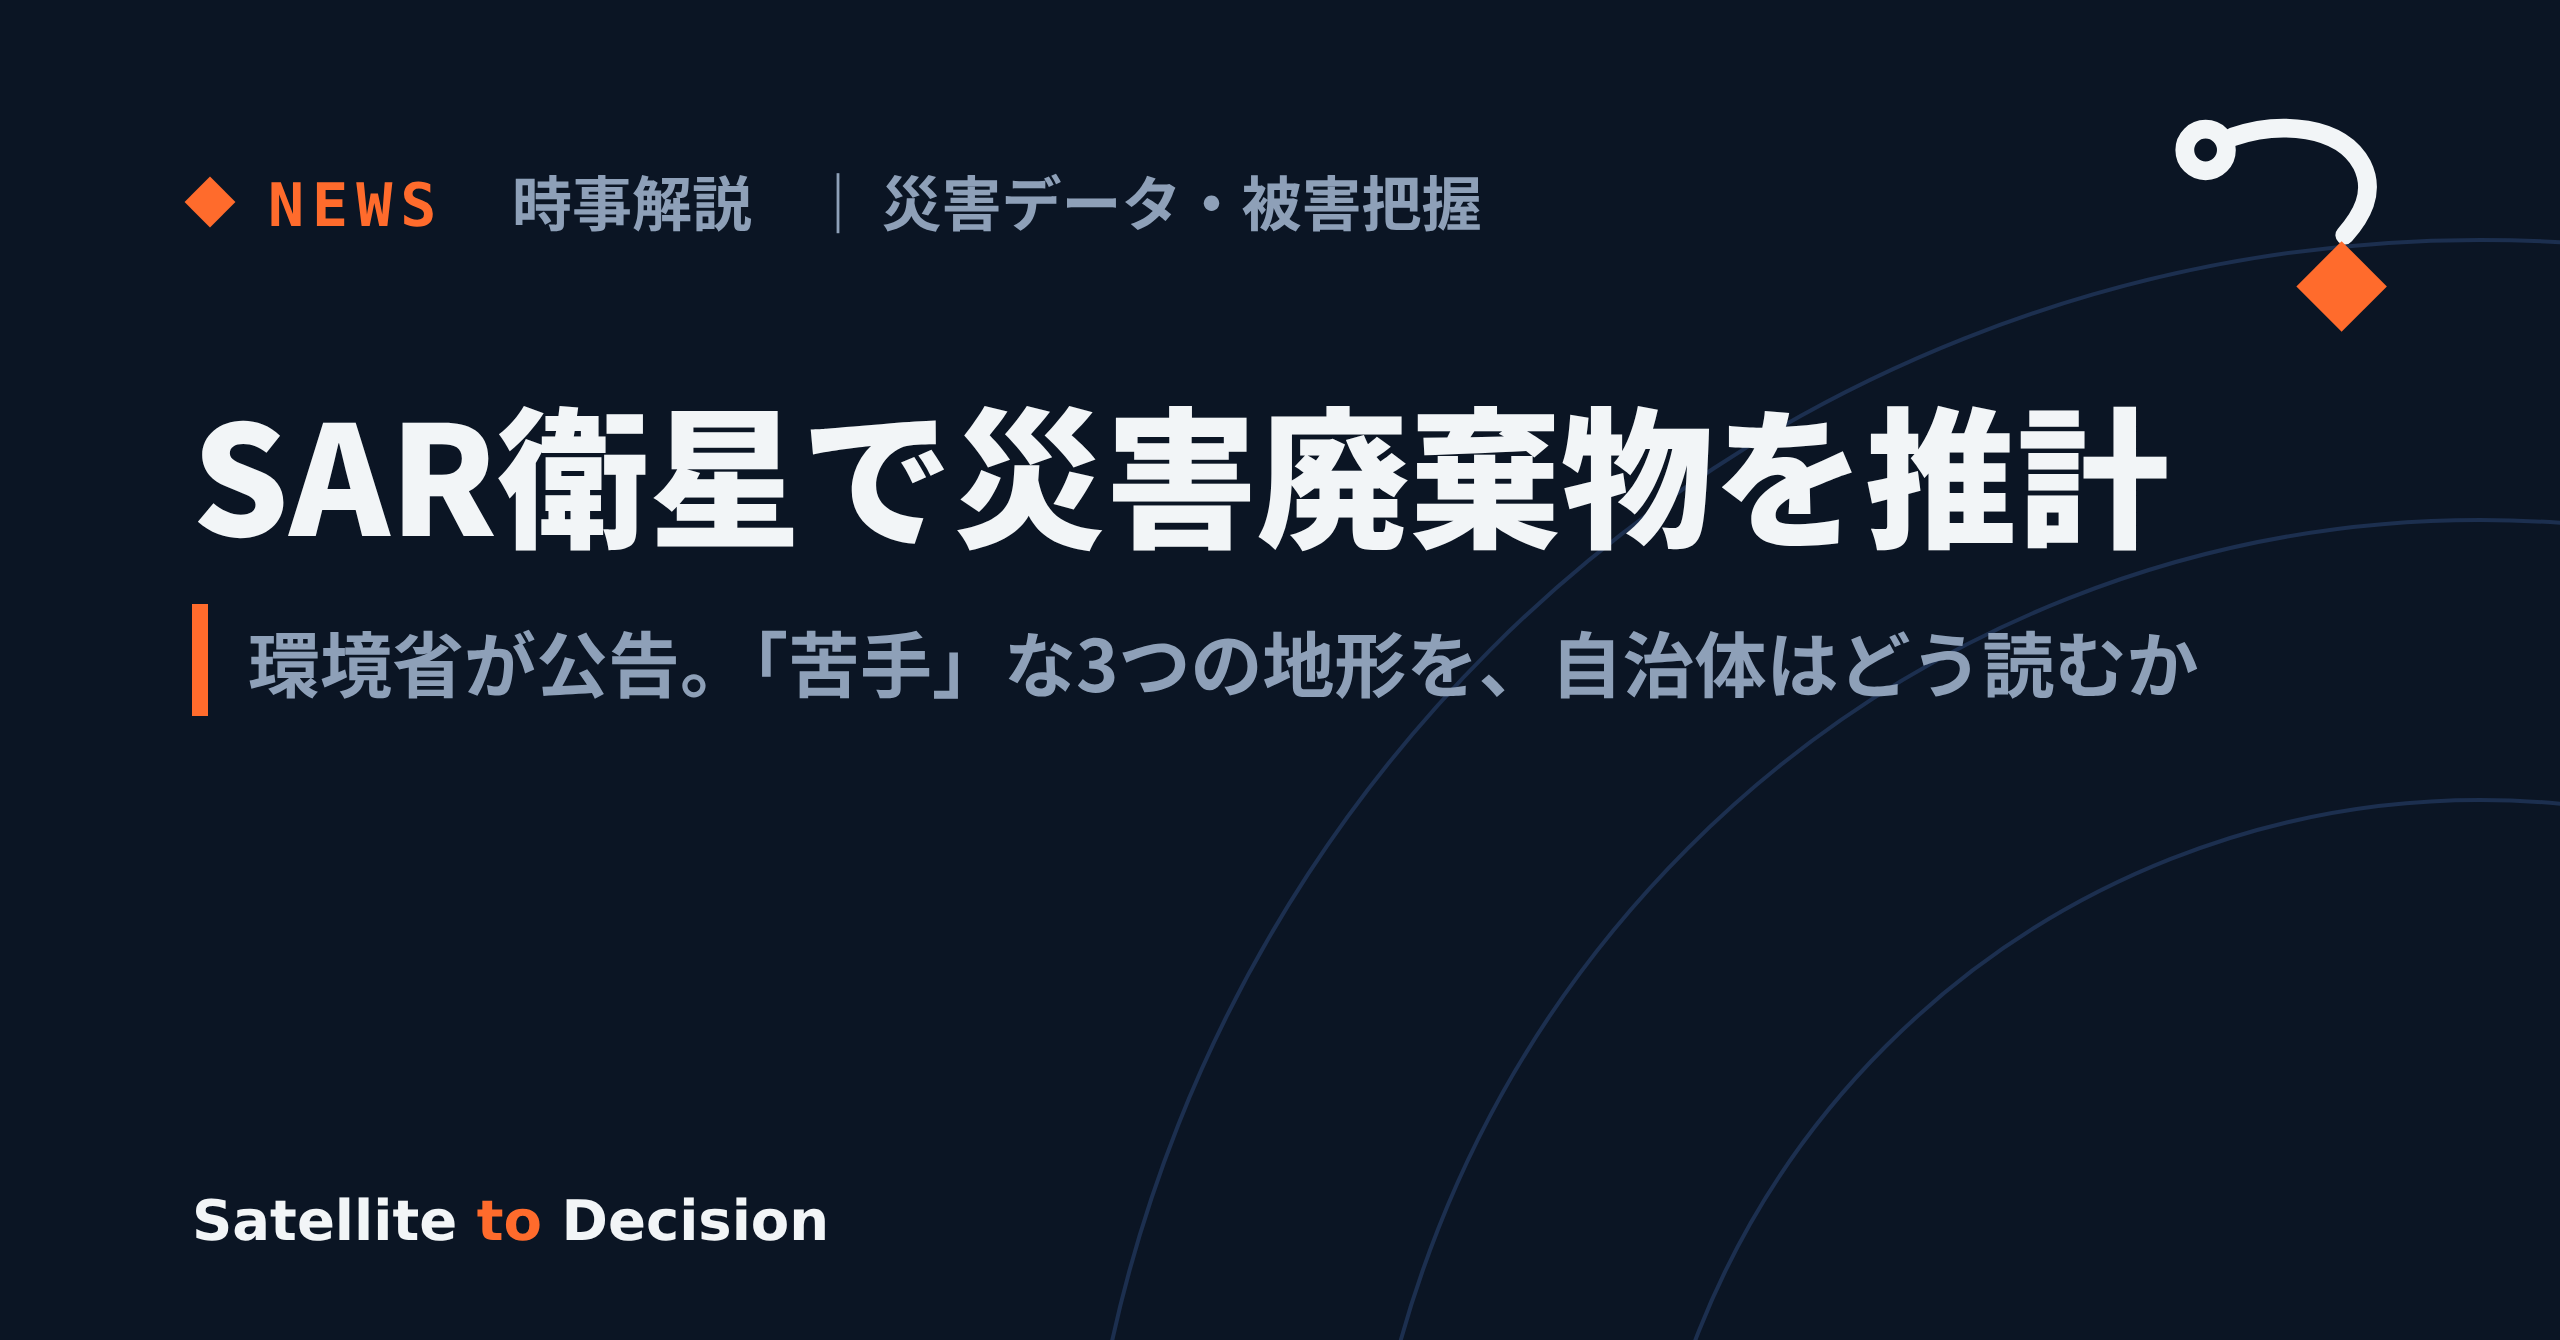 NEWS 時事解説 | 災害データ・被害把握
SAR衛星で災害廃棄物を推計
環境省が公告。「苦手」な3つの地形を、自治体はどう読むか
Satellite to Decision